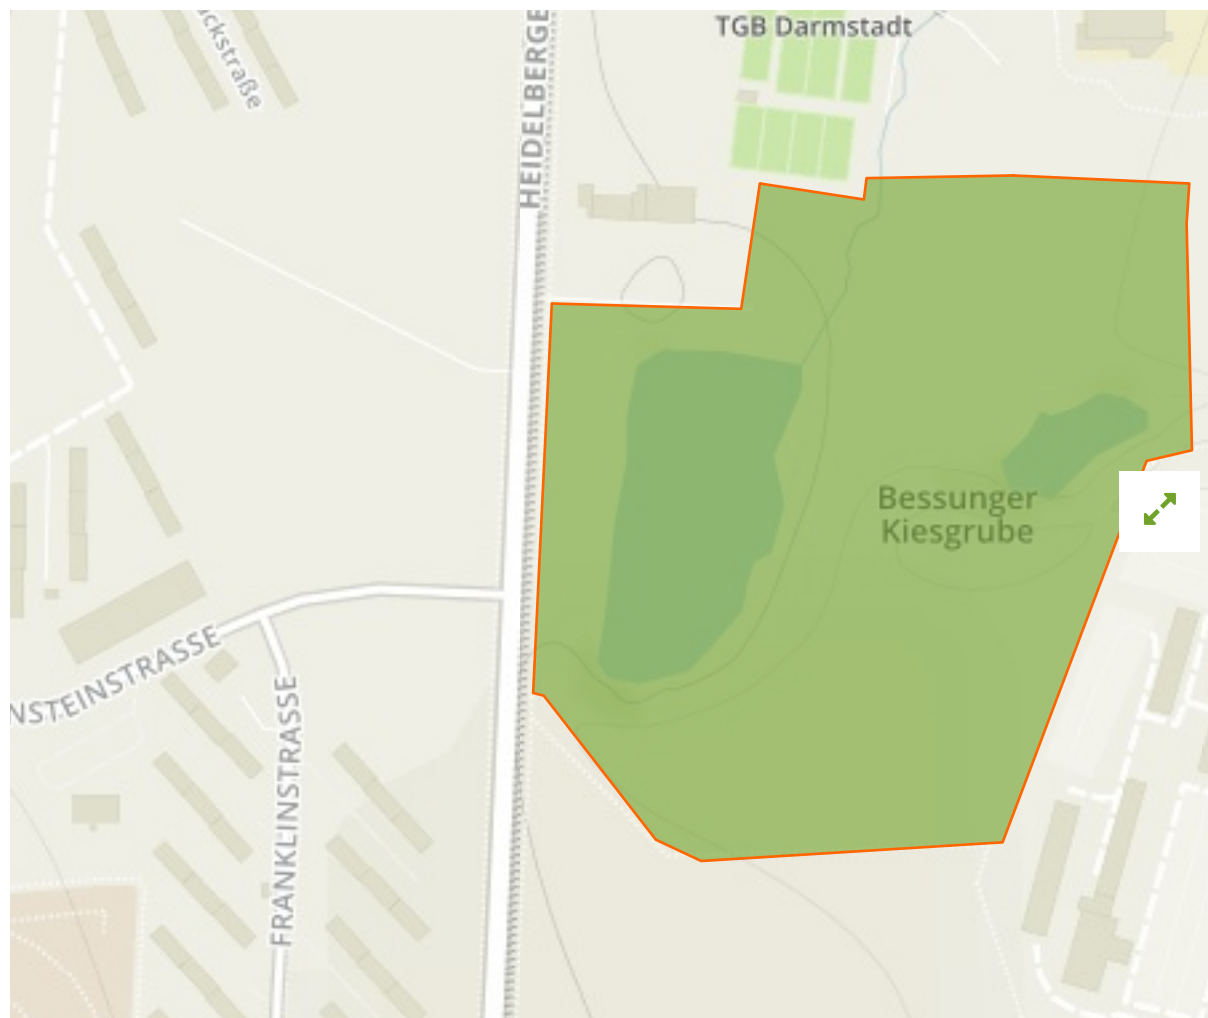 TGB Darmstadt
HEIDELBERGE
ckstraße
Bessunger
Kiesgrube
NSTEINSTRASSE
FRANKLINSTRASSE